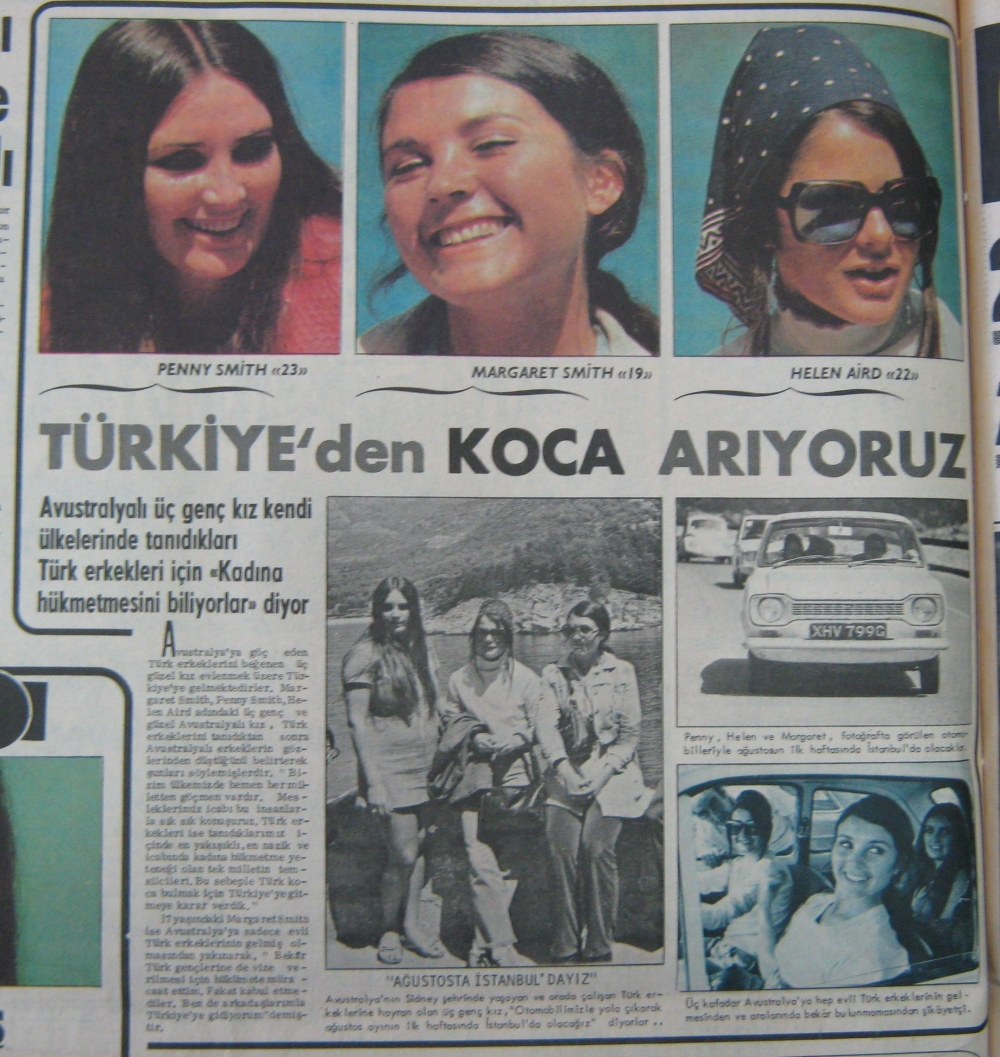 PENNY SMİTH «23»
MARGARET SMİTH «19»
HELEN AİRD «22»
TÜRKİYE'den KOCA ARIYORUZ
Avustralyalı üç genç kız kendi
ülkelerinde tanıdıkları
Türk erkekleri için «Kadına
hükmetmesini biliyorlar» diyor
Avustralya'ya göç eden
Türk erkeklerini beğenen üç
güzel kız evlenmek üzere Tür-
kiye'ye gelmektedirler. Mar-
garet Smith, Penny Smith, He-
len Aird adındaki üç genç ve
güzel Avustralyalı kız, Türk
erkeklerini tanıdıktan sonra
Avustralyalı erkeklerin göz-
lerinden düştüğünü belirterek
şunları söylemişlerdir. "Bi-
zim ülkemizde hemen her mil-
letten göçmen vardır. Mes-
leklerimiz icabı bu insanlar-
la sık sık konuşuruz. Türk er-
kekleri ise tanıdıklarımız i-
çinde en yakışıklı, en nazik ve
icabında kadına hükmetme ye-
teneği olan tek milletin tem-
silcileri. Bu sebeple Türk ko-
ca bulmak için Türkiye'ye git-
meye karar verdik."
17 yaşındaki Margaret Smith
ise Avustralya'ya sadece evli
Türk erkeklerinin gelmiş ol-
masından yakınarak, "Bekâr
Türk gençlerine de vize ve-
rilmesi için hükümete müra-
caat ettim. Fakat kabul etme-
diler. Ben de arkadaşlarımla
Türkiye'ye gidiyorum" demiş-
tir.
"AĞUSTOSTA İSTANBUL'DAYIZ"
Avustralya'nın Sidney şehrinde yaşayan ve orada çalışan Türk er-
keklerine hayran olan üç genç kız, "Otomobilimizle yola çıkarak
ağustos ayının ilk haftasında İstanbul'da olacağız" diyorlar ..
XHV 799G
Penny, Helen ve Margaret, fotoğrafta görülen otomo-
billeriyle ağustosun ilk haftasında İstanbul'da olacaklar.
Üç kafadar Avustralya'ya hep evli Türk erkeklerinin gel-
mesinden ve aralarında bekâr bulunmamasından şikâyetçi.